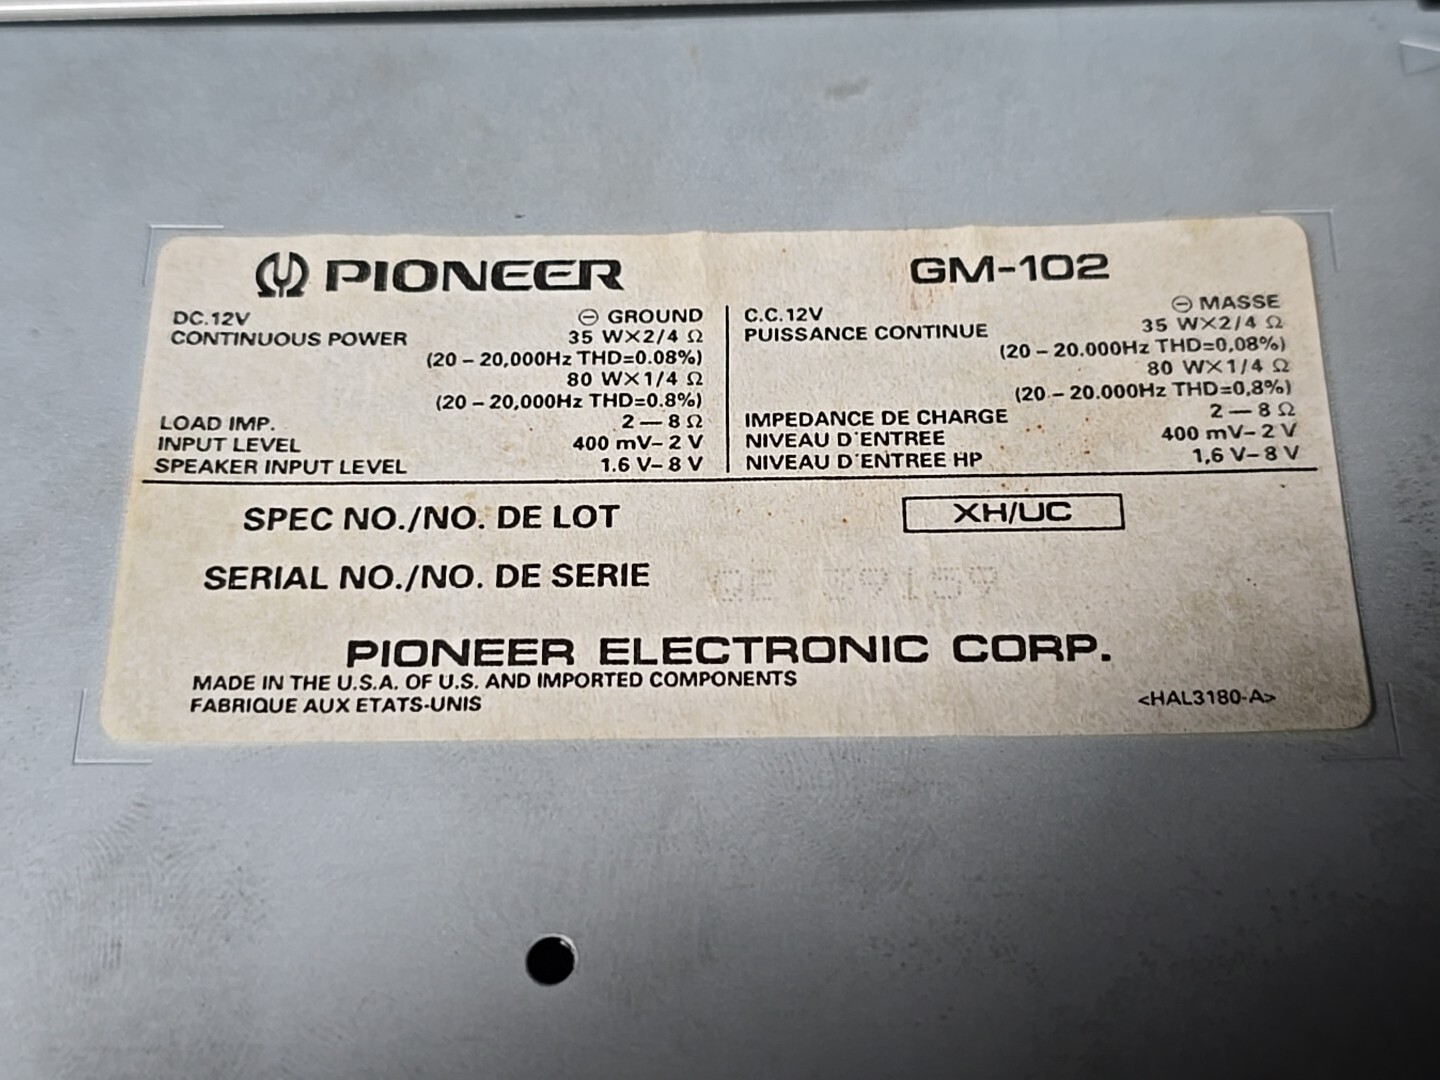 PIONEER GM-102
DC.12V ⊖ GROUND
CONTINUOUS POWER 35 W×2/4 Ω
(20 – 20,000Hz THD=0.08%)
80 W×1/4 Ω
(20 – 20,000Hz THD=0.8%)
LOAD IMP. 2 — 8 Ω
INPUT LEVEL 400 mV– 2 V
SPEAKER INPUT LEVEL 1.6 V– 8 V
C.C.12V ⊖ MASSE
PUISSANCE CONTINUE 35 W×2/4 Ω
(20 – 20.000Hz THD=0,08%)
80 W×1/4 Ω
(20 – 20.000Hz THD=0,8%)
IMPEDANCE DE CHARGE 2 — 8 Ω
NIVEAU D'ENTREE 400 mV– 2 V
NIVEAU D'ENTREE HP 1,6 V– 8 V
SPEC NO./NO. DE LOT XH/UC
SERIAL NO./NO. DE SERIE
PIONEER ELECTRONIC CORP.
MADE IN THE U.S.A. OF U.S. AND IMPORTED COMPONENTS
FABRIQUE AUX ETATS-UNIS <HAL3180-A>